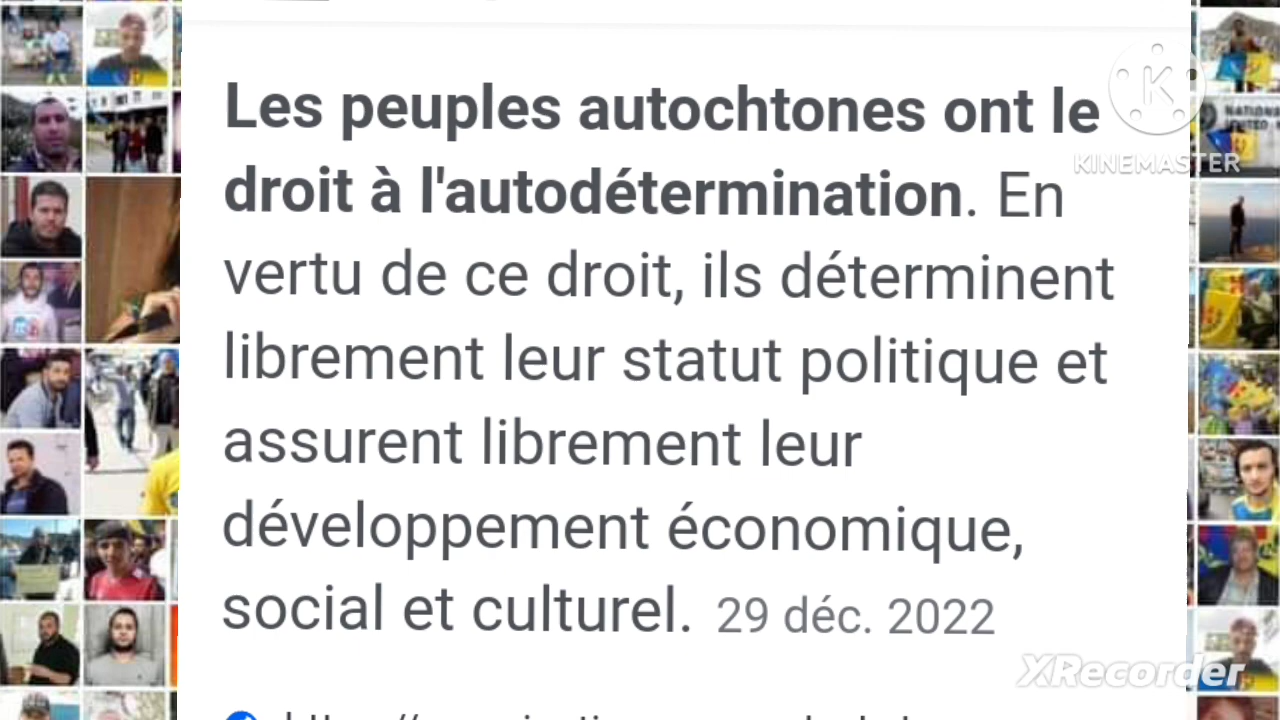 Les peuples autochtones ont le
droit à l'autodétermination. En
vertu de ce droit, ils déterminent
librement leur statut politique et
assurent librement leur
développement économique,
social et culturel. 29 déc. 2022
KINEMASTER
XRecorder